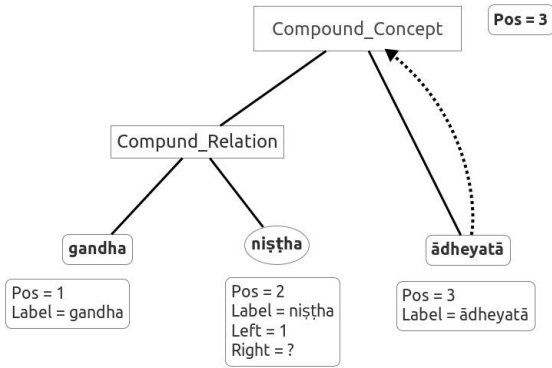 Compound_Concept
Pos = 3
Compund_Relation
gandha
niṣṭha
ādheyatā
Pos = 1
Label = gandha
Pos = 2
Label = niṣṭha
Left = 1
Right = ?
Pos = 3
Label = ādheyatā